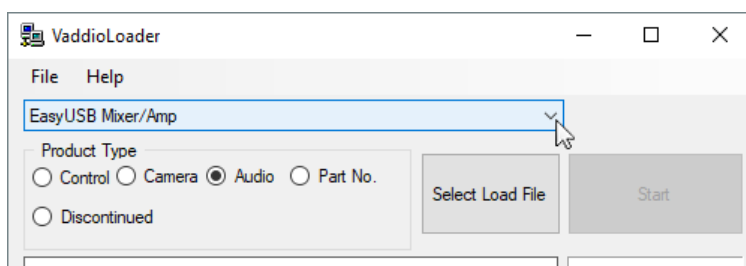 VaddioLoader
File Help
EasyUSB Mixer/Amp
Product Type
Control Camera Audio Part No.
Discontinued
Select Load File
Start